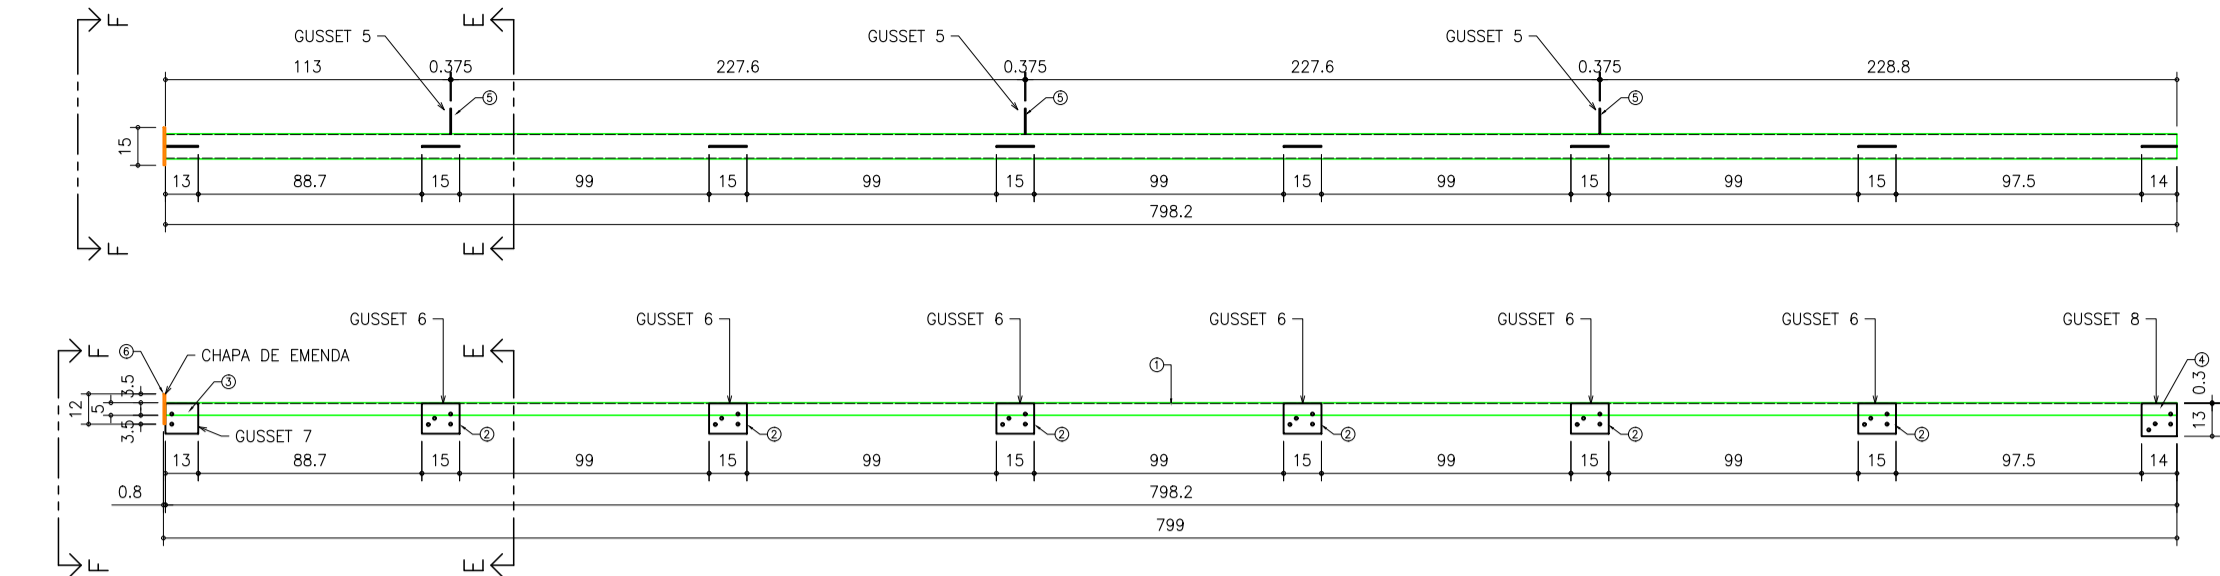 F E
GUSSET 5 GUSSET 5 GUSSET 5
113 0.375 227.6 0.375 227.6 0.375 228.8
5 5 5
15
13 88.7 15 99 15 99 15 99 15 99 15 99 15 97.5 14
798.2
F E
GUSSET 6 GUSSET 6 GUSSET 6 GUSSET 6 GUSSET 6 GUSSET 6 GUSSET 8
F 6 CHAPA DE EMENDA E 1 4
3 0.3
3.5
12 5
3.5 13
GUSSET 7 2 2 2 2 2 2
13 88.7 15 99 15 99 15 99 15 99 15 99 15 97.5 14
0.8 798.2
799
F E